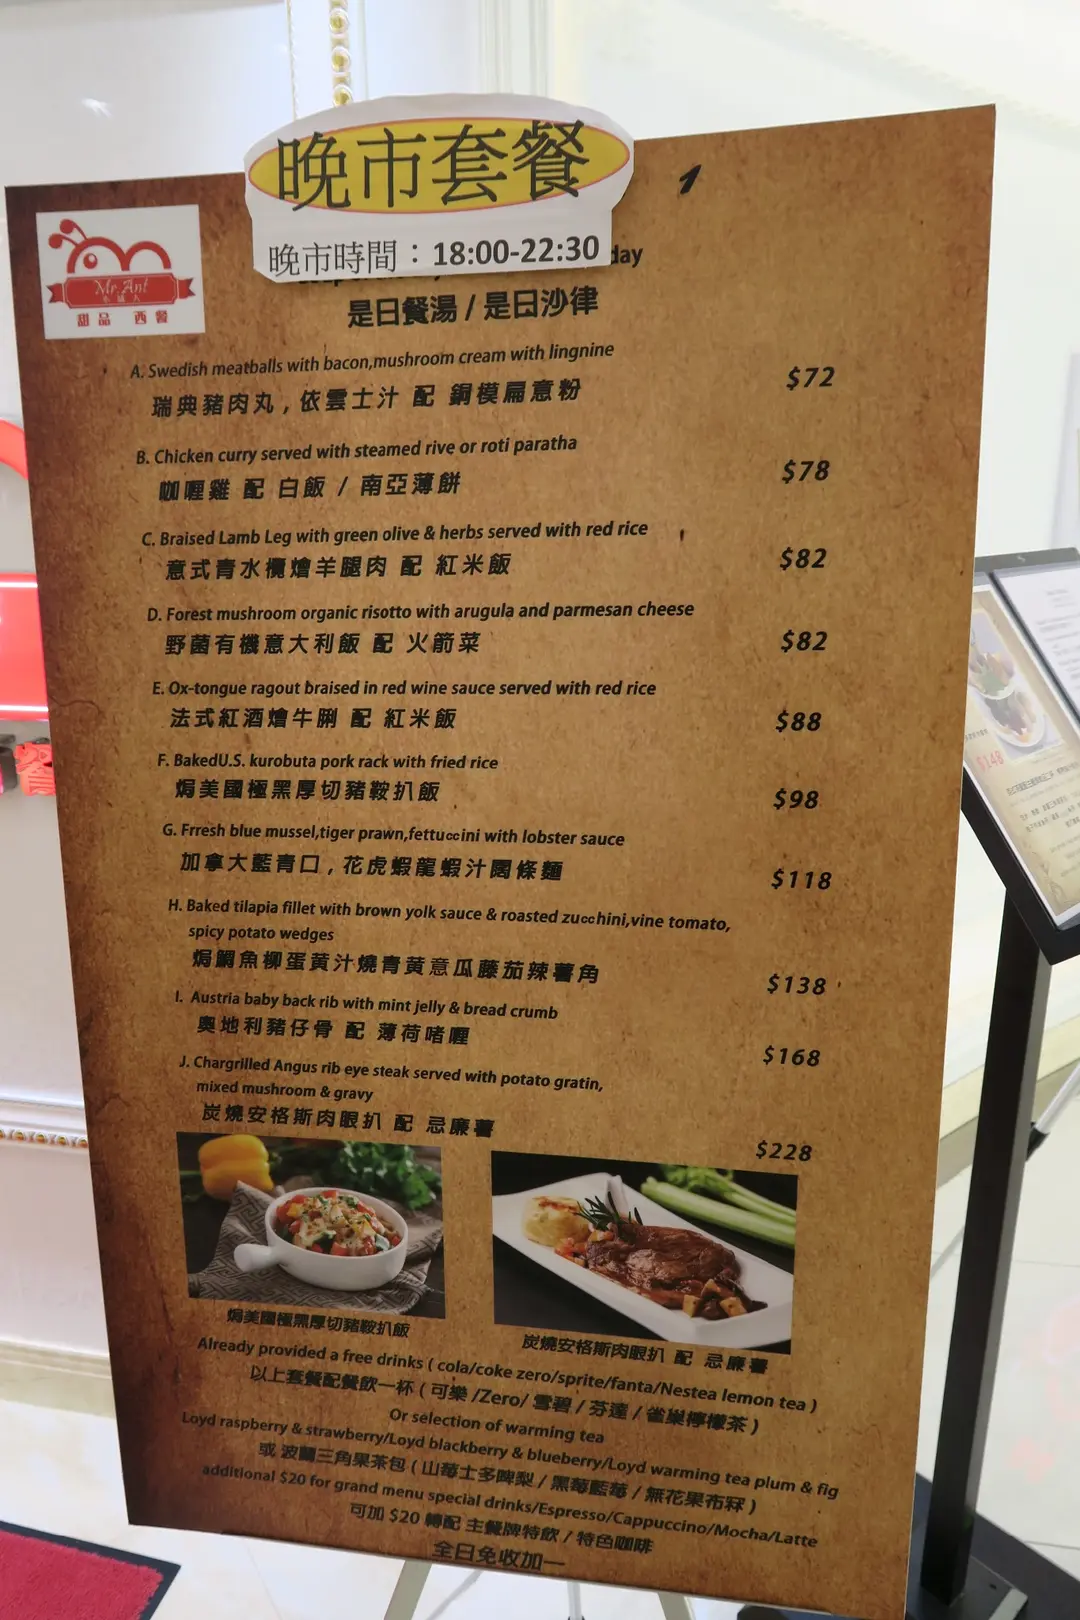 晚市套餐
晚市時間：18:00-22:30
1
Mr.Ant
甜品 西餐
是日餐湯 / 是日沙律
A. Swedish meatballs with bacon,mushroom cream with lingnine
$72
瑞典豬肉丸 , 依雲士汁 配 銅模扁意粉
B. Chicken curry served with steamed rive or roti paratha
$78
咖喱雞 配 白飯 / 南亞薄餅
C. Braised Lamb Leg with green olive & herbs served with red rice
$82
意式青水欖燴羊腿肉 配 紅米飯
D. Forest mushroom organic risotto with arugula and parmesan cheese
$82
野菌有機意大利飯 配 火箭菜
E. Ox-tongue ragout braised in red wine sauce served with red rice
$88
法式紅酒燴牛脷 配 紅米飯
F. BakedU.S. kurobuta pork rack with fried rice
$98
焗美國極黑厚切豬鞍扒飯
G. Frresh blue mussel,tiger prawn,fettuccini with lobster sauce
$118
加拿大藍青口 , 花虎蝦龍蝦汁闊條麵
H. Baked tilapia fillet with brown yolk sauce & roasted zucchini,vine tomato,
spicy potato wedges
焗鯛魚柳蛋黃汁燒青黃意瓜藤茄辣薯角
$138
I. Austria baby back rib with mint jelly & bread crumb
奧地利豬仔骨 配 薄荷啫喱
$168
J. Chargrilled Angus rib eye steak served with potato gratin,
mixed mushroom & gravy
炭燒安格斯肉眼扒 配 忌廉薯
$228
焗美國極黑厚切豬鞍扒飯
炭燒安格斯肉眼扒 配 忌廉薯
Already provided a free drinks ( cola/coke zero/sprite/fanta/Nestea lemon tea )
以上套餐配餐飲一杯 ( 可樂 /Zero/ 雪碧 / 芬達 / 雀巢檸檬茶 )
Or selection of warming tea
Loyd raspberry & strawberry/Loyd blackberry & blueberry/Loyd warming tea plum & fig
或 波蘭三角果茶包 ( 山莓士多啤梨 / 黑莓藍莓 / 無花果布冧 )
additional $20 for grand menu special drinks/Espresso/Cappuccino/Mocha/Latte
可加 $20 轉配 主餐牌特飲 / 特色咖啡
全日免收加一
$148